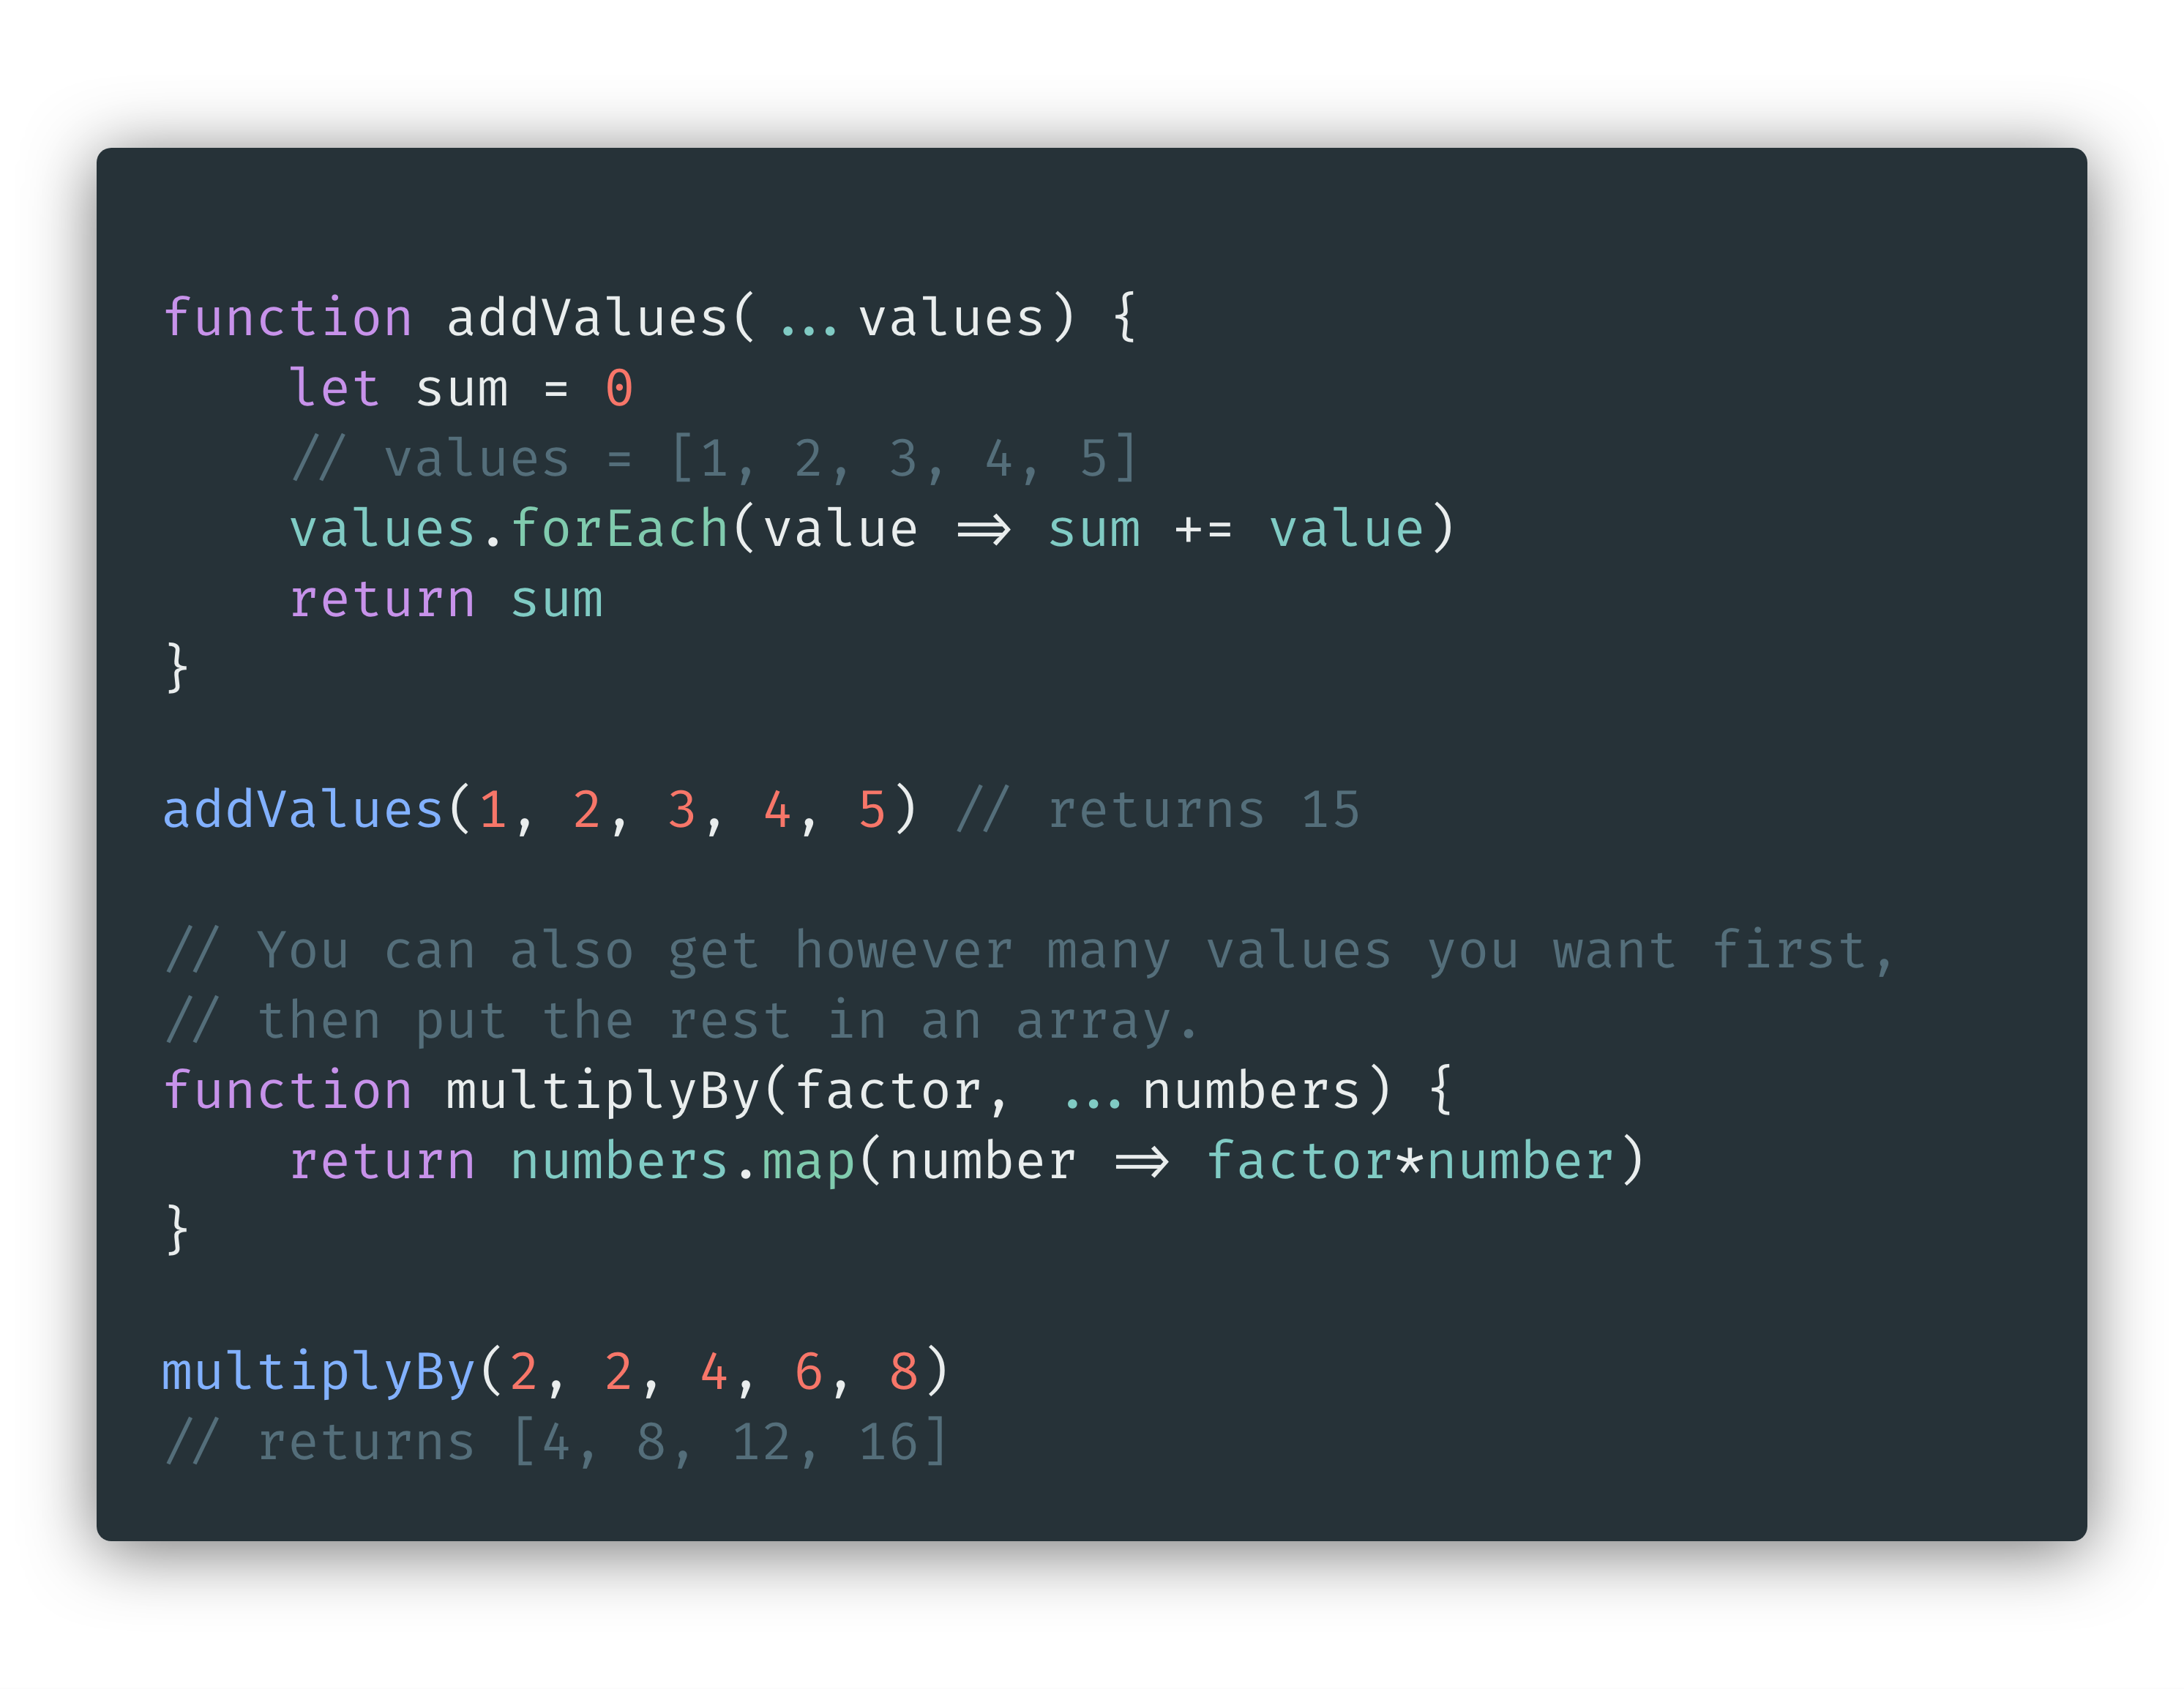 function addValues(...values) {
    let sum = 0
    // values = [1, 2, 3, 4, 5]
    values.forEach(value => sum += value)
    return sum
}

addValues(1, 2, 3, 4, 5) // returns 15

// You can also get however many values you want first,
// then put the rest in an array.
function multiplyBy(factor, ...numbers) {
    return numbers.map(number => factor*number)
}

multiplyBy(2, 2, 4, 6, 8)
// returns [4, 8, 12, 16]